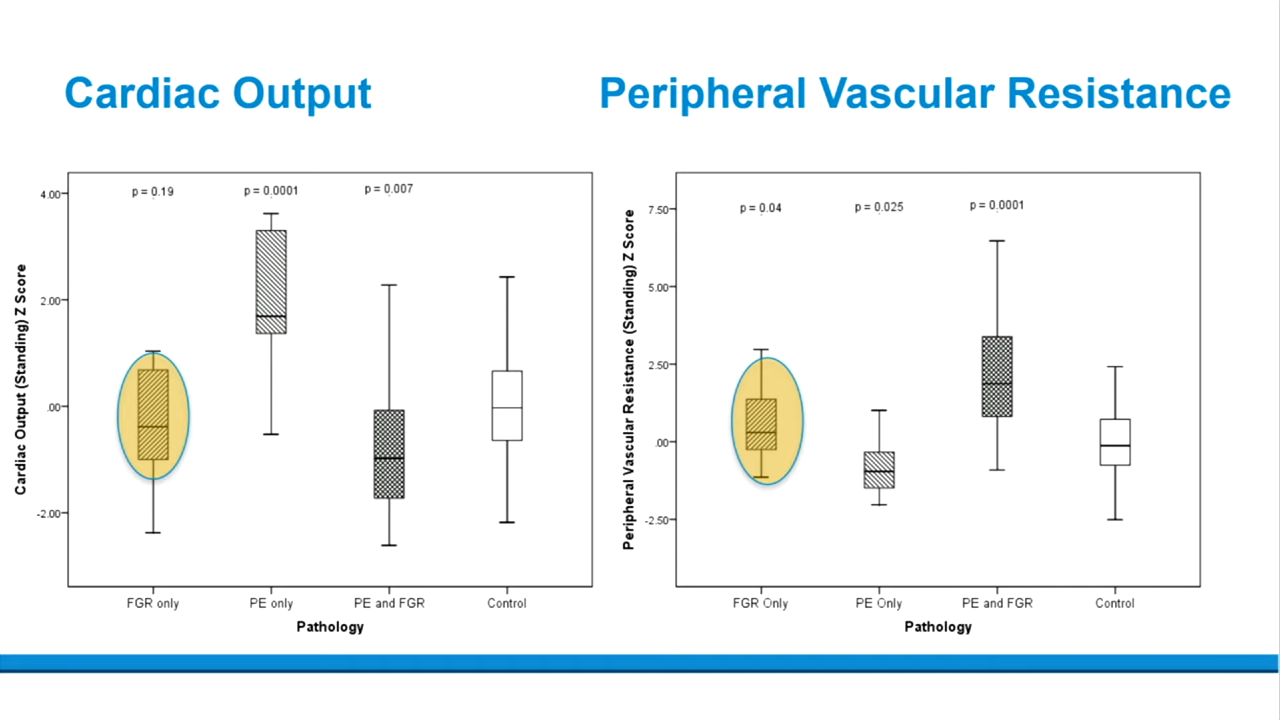 Cardiac Output
Peripheral Vascular Resistance
Cardiac Output (Standing) Z Score
4.00
2.00
.00
-2.00
p = 0.19
p = 0.0001
p = 0.007
FGR only
PE only
PE and FGR
Control
Pathology
Peripheral Vascular Resistance (Standing) Z Score
7.50
5.00
2.50
.00
-2.50
p = 0.04
p = 0.025
p = 0.0001
FGR Only
PE Only
PE and FGR
Control
Pathology